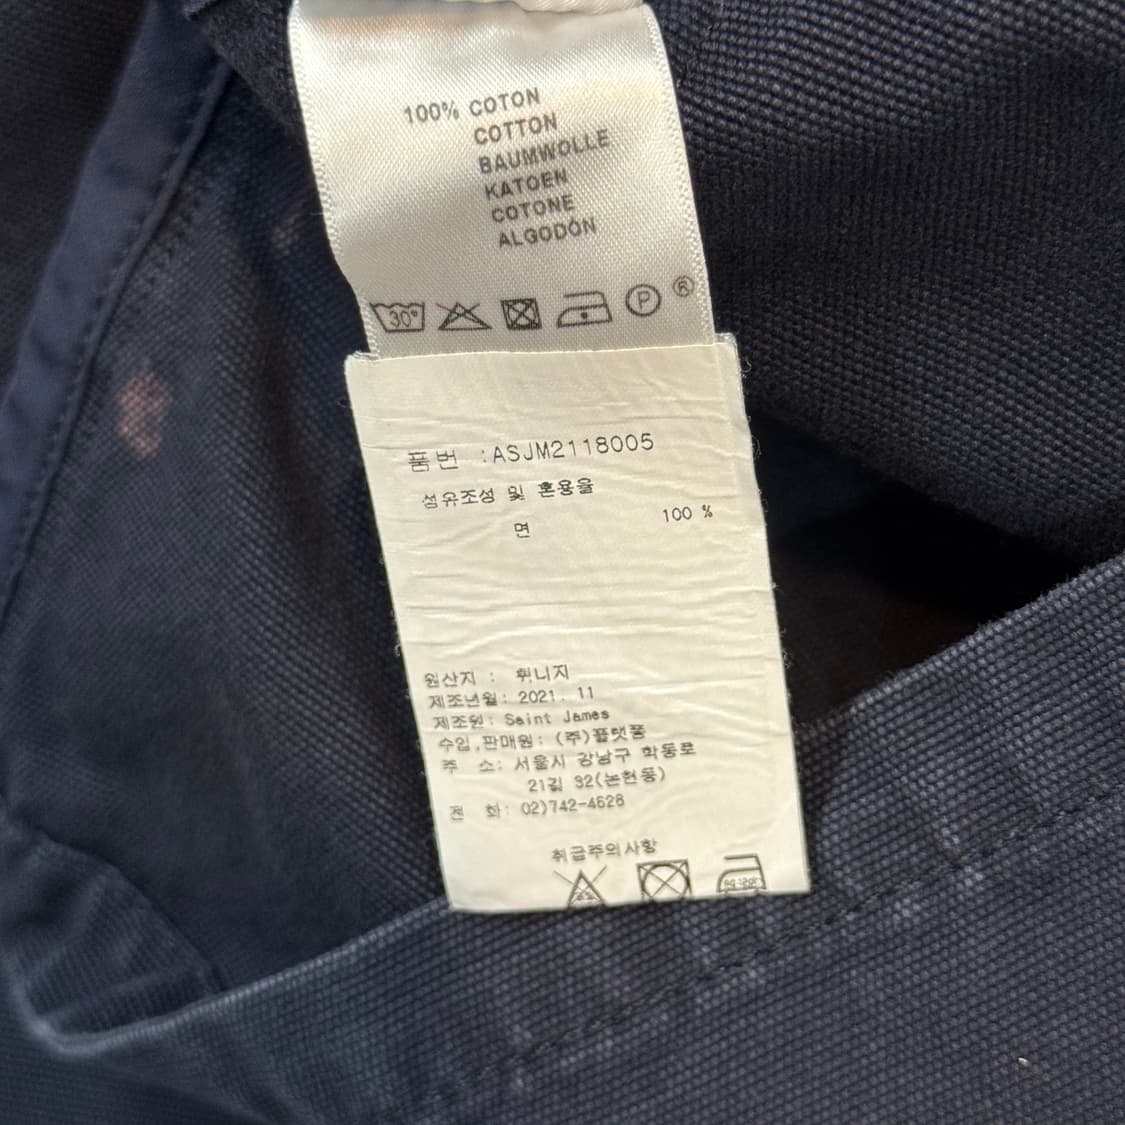 100% COTON
COTTON
BAUMWOLLE
KATOEN
COTONE
ALGODÓN
30° P ®
품번 :ASJM2118005
섬유조성 및 혼용율
면 100 %
원산지 : 튀니지
제조년월: 2021. 11
제조원: Saint James
수입,판매원: (주)플랫폼
주 소: 서울시 강남구 학동로
21길 32(논현동)
전 화: 02)742-4628
취급주의사항